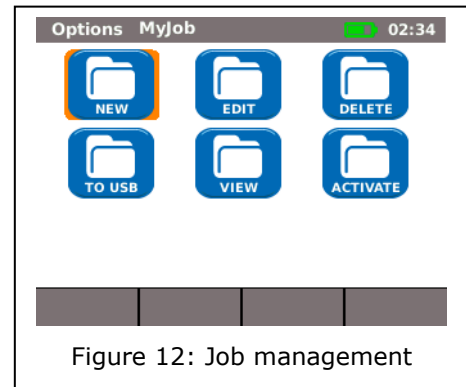 Options MyJob 02:34
NEW EDIT DELETE
TO USB VIEW ACTIVATE
Figure 12: Job management